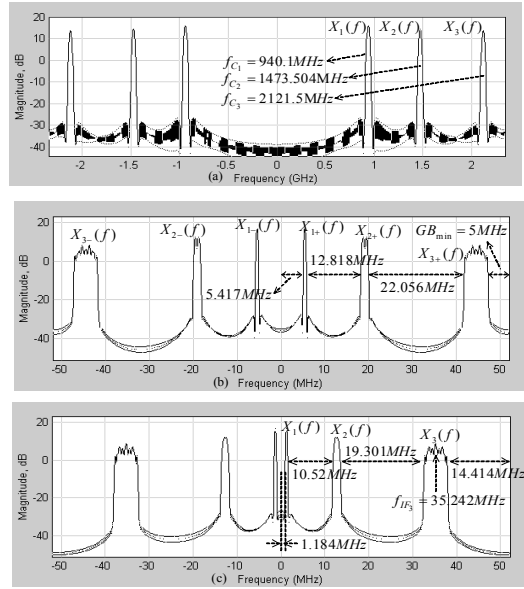 X₁(f) X₂(f) X₃(f)
f_C₁ = 940.1MHz
f_C₂ = 1473.504MHz
f_C₃ = 2121.5MHz
Magnitude, dB
20
10
0
-10
-20
-30
-40
-2 -1.5 -1 -0.5 0 0.5 1 1.5 2
(a) Frequency (GHz)
X₃₋(f) X₂₋(f) X₁₋(f) X₁₊(f) X₂₊(f) GB_min = 5MHz
X₃₊(f)
12.818MHz
5.417MHz
22.056MHz
Magnitude, dB
20
0
-20
-40
-50 -40 -30 -20 -10 0 10 20 30 40 50
(b) Frequency (MHz)
X₁(f) X₂(f) X₃(f)
19.301MHz
10.52MHz
14.414MHz
f_IF₃ = 35.242MHz
1.184MHz
Magnitude, dB
20
0
-20
-40
-50 -40 -30 -20 -10 0 10 20 30 40 50
(c) Frequency (MHz)